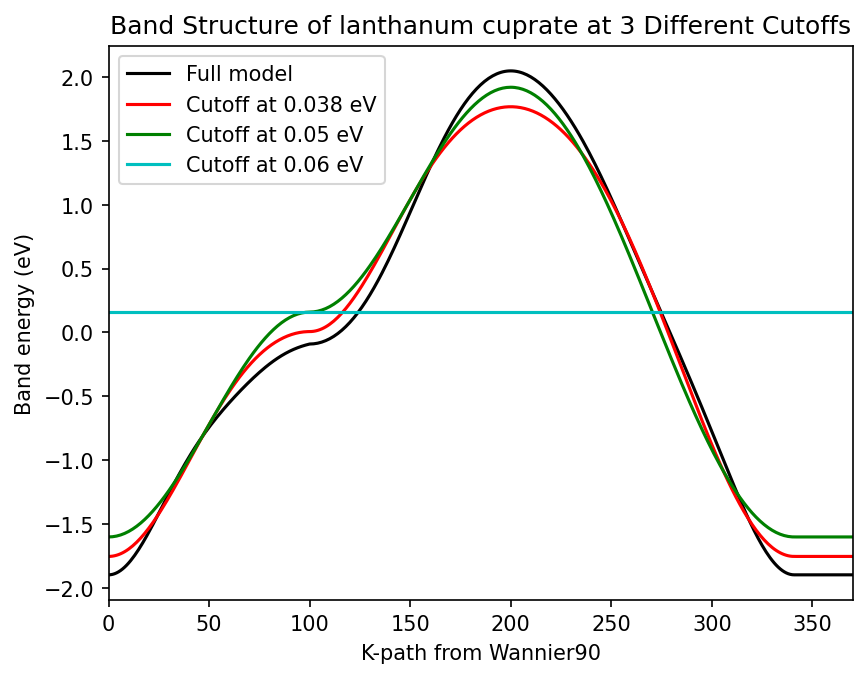 Band Structure of lanthanum cuprate at 3 Different Cutoffs
Full model
Cutoff at 0.038 eV
Cutoff at 0.05 eV
Cutoff at 0.06 eV
Band energy (eV)
2.0
1.5
1.0
0.5
0.0
−0.5
−1.0
−1.5
−2.0
0 50 100 150 200 250 300 350
K-path from Wannier90